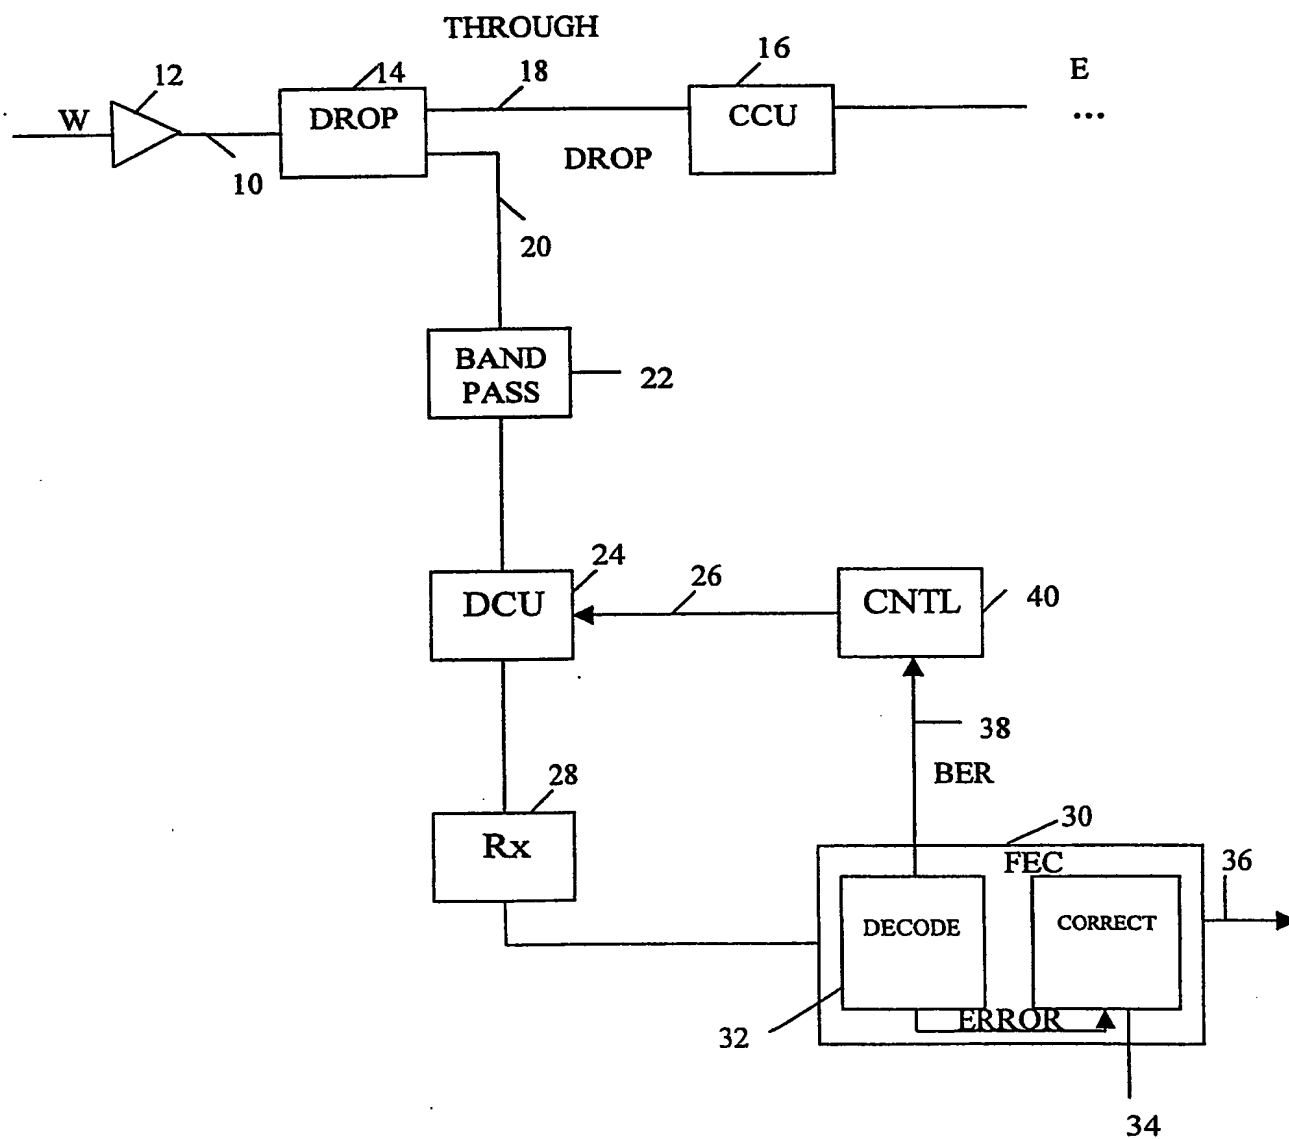 THROUGH
12
14
18
16
E
W
DROP
CCU
...
10
DROP
20
BAND
PASS
22
24
26
DCU
CNTL
40
38
BER
28
Rx
30
FEC
36
DECODE
CORRECT
ERROR
32
34